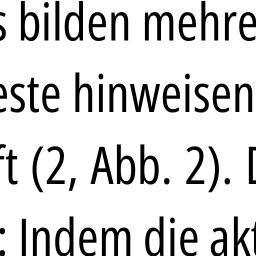 s bilden mehre
este hinweisen
ft (2, Abb. 2). D
: Indem die akt